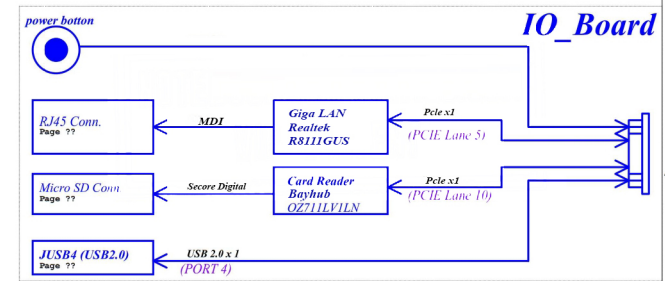 power botton
IO_Board
RJ45 Conn.
Page ??
MDI
Giga LAN
Realtek
R8111GUS
Pcle x1
(PCIE Lane 5)
Micro SD Conn.
Page ??
Secore Digital
Card Reader
Bayhub
OZ711LV1LN
Pcle x1
(PCIE Lane 10)
JUSB4 (USB2.0)
Page ??
USB 2.0 x 1
(PORT 4)